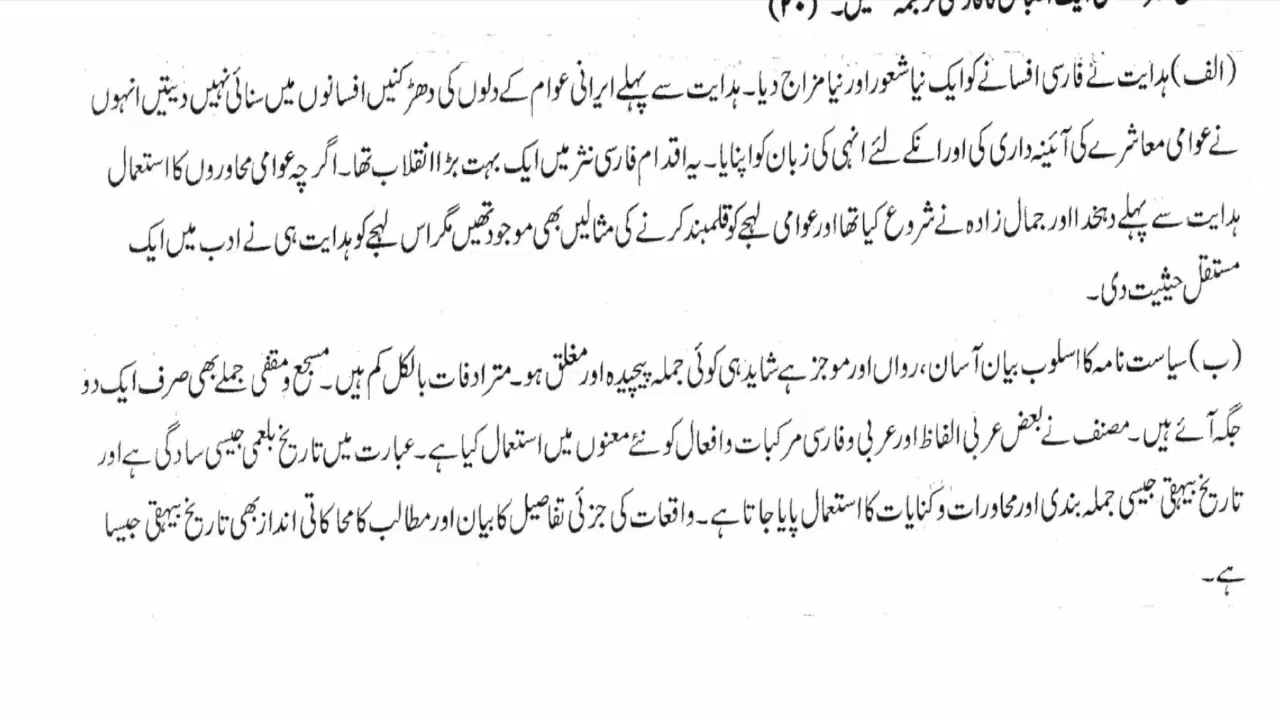 ایک اقتباس کا فارسی ترجمہ ۔ (۲۰)
(الف) ہدایت نے فارسی افسانے کو ایک نیا شعور اور نیا مزاج دیا۔ ہدایت سے پہلے ایرانی عوام کے دلوں کی دھڑکنیں افسانوں میں سنائی نہیں دیتیں انہوں
نے عوامی معاشرے کی آئینہ داری کی اور انکے لئے انہی کی زبان کو اپنایا۔ یہ اقدام فارسی نثر میں ایک بہت بڑا انقلاب تھا۔ اگرچہ عوامی محاوروں کا استعمال
ہدایت سے پہلے دہخدا اور جمال زادہ نے شروع کیا تھا اور عوامی لہجے کو قلمبند کرنے کی مثالیں بھی موجود تھیں مگر اس لہجے کو ہدایت ہی نے ادب میں ایک
مستقل حیثیت دی۔
(ب) سیاست نامہ کا اسلوب بیان آسان، رواں اور موجز ہے شاید ہی کوئی جملہ پیچیدہ اور مغلق ہو۔ مترادفات بالکل کم ہیں۔ مسجع و مقفی جملے بھی صرف ایک دو
جگہ آئے ہیں۔ مصنف نے بعض عربی الفاظ اور عربی و فارسی مرکبات و افعال کو نئے معنوں میں استعمال کیا ہے۔ عبارت میں تاریخ بلعمی جیسی سادگی ہے اور
تاریخ بیہقی جیسی جملہ بندی اور محاورات و کنایات کا استعمال پایا جاتا ہے۔ واقعات کی جزئی تفاصیل کا بیان اور مطالب کا محاکاتی انداز بھی تاریخ بیہقی جیسا
ہے۔